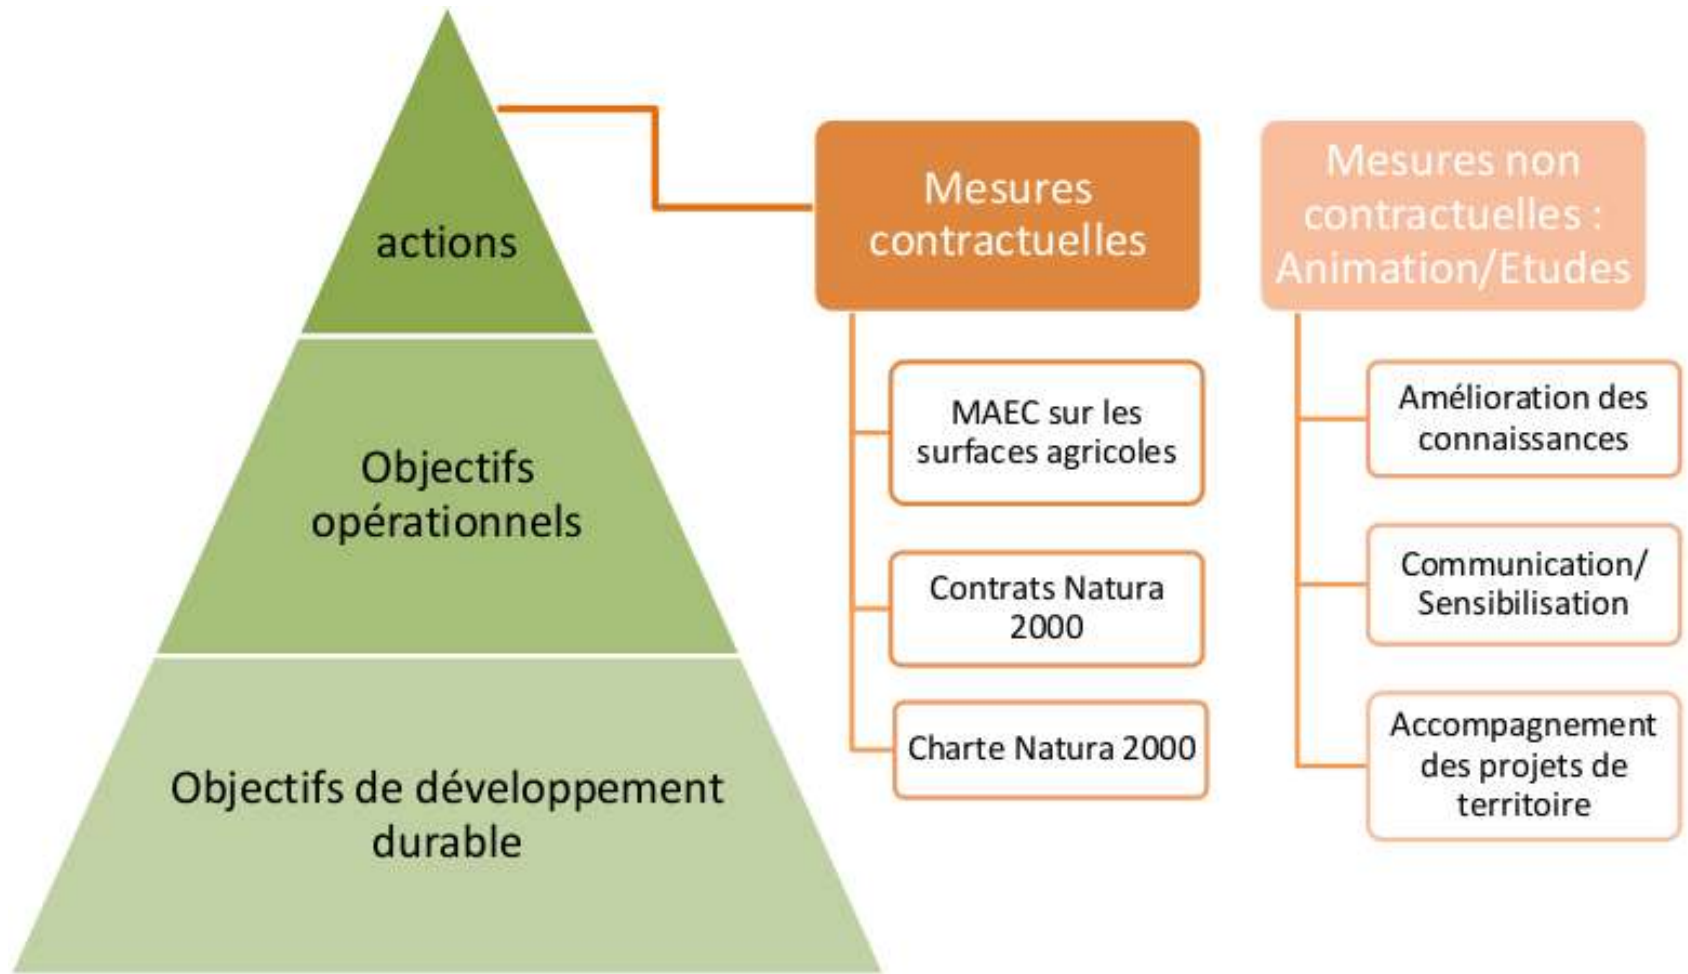 actions
Objectifs
opérationnels
Objectifs de développement
durable
Mesures
contractuelles
MAEC sur les
surfaces agricoles
Contrats Natura
2000
Charte Natura 2000
Mesures non
contractuelles :
Animation/Etudes
Amélioration des
connaissances
Communication/
Sensibilisation
Accompagnement
des projets de
territoire